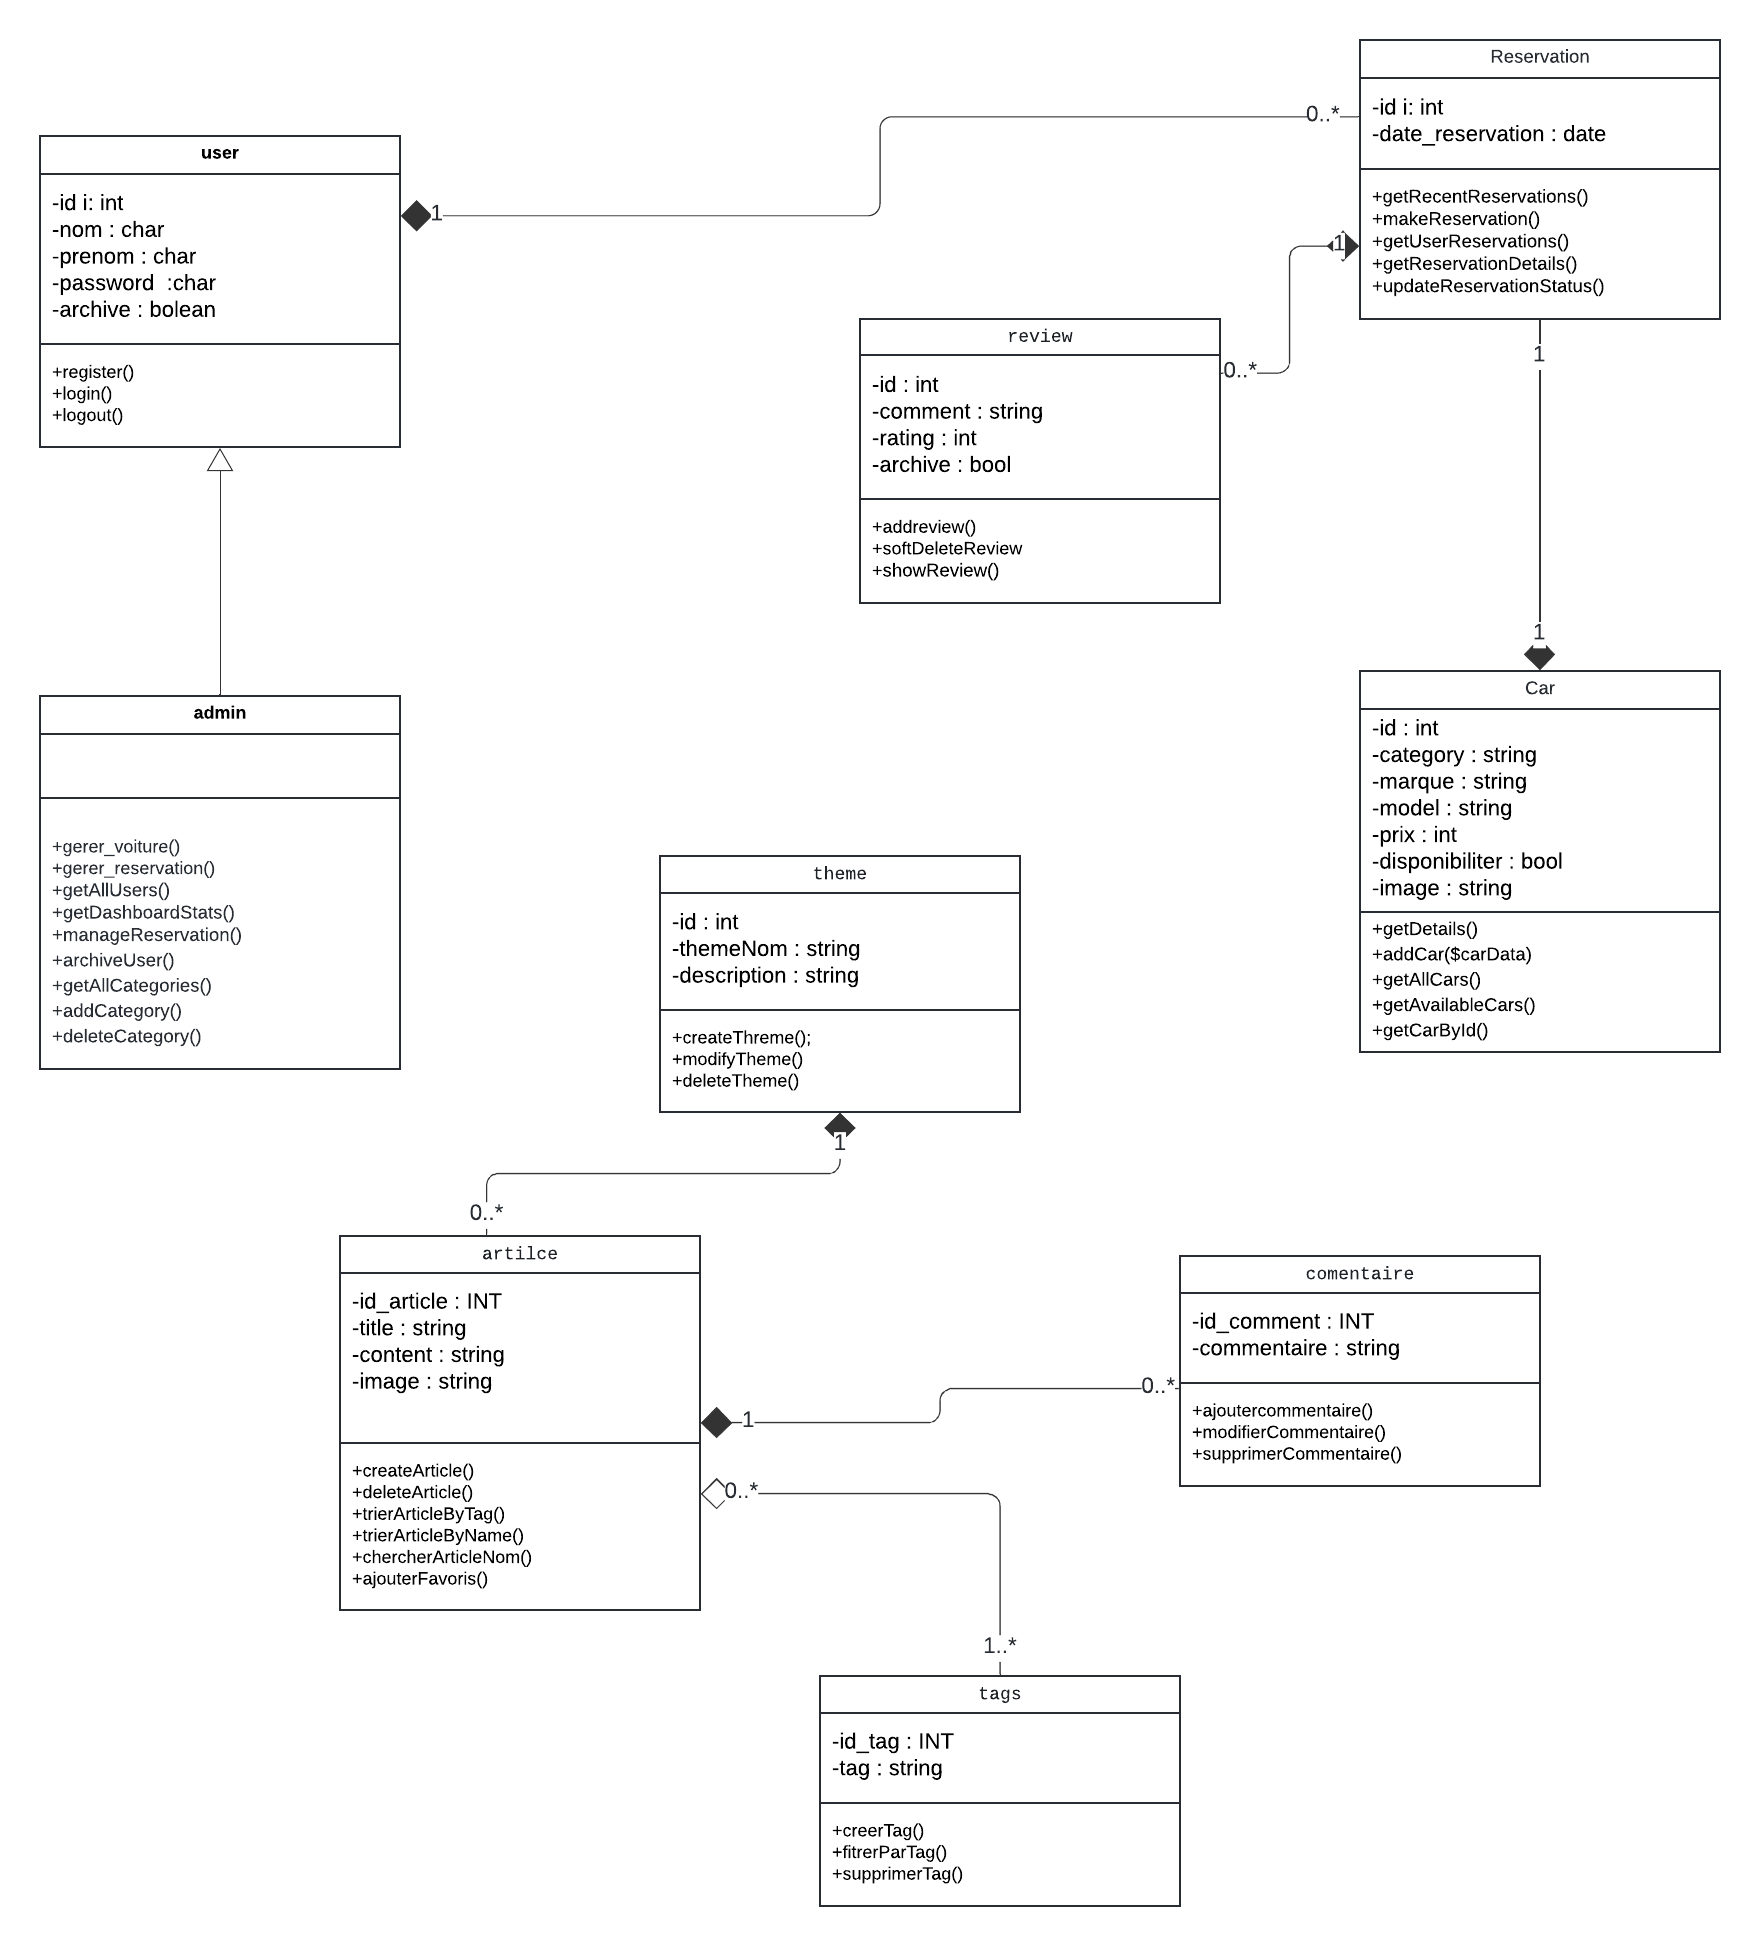 Reservation
-id i: int
-date_reservation : date
+getRecentReservations()
+makeReservation()
+getUserReservations()
+getReservationDetails()
+updateReservationStatus()
0..*
1
user
-id i: int
-nom : char
-prenom : char
-password  :char
-archive : bolean
+register()
+login()
+logout()
1
0..*
review
-id : int
-comment : string
-rating : int
-archive : bool
+addreview()
+softDeleteReview
+showReview()
1
1
Car
-id : int
-category : string
-marque : string
-model : string
-prix : int
-disponibiliter : bool
-image : string
+getDetails()
+addCar($carData)
+getAllCars()
+getAvailableCars()
+getCarById()
admin
+gerer_voiture()
+gerer_reservation()
+getAllUsers()
+getDashboardStats()
+manageReservation()
+archiveUser()
+getAllCategories()
+addCategory()
+deleteCategory()
theme
-id : int
-themeNom : string
-description : string
+createThreme();
+modifyTheme()
+deleteTheme()
1
0..*
artilce
-id_article : INT
-title : string
-content : string
-image : string
+createArticle()
+deleteArticle()
+trierArticleByTag()
+trierArticleByName()
+chercherArticleNom()
+ajouterFavoris()
1
0..*
comentaire
-id_comment : INT
-commentaire : string
+ajoutercommentaire()
+modifierCommentaire()
+supprimerCommentaire()
0..*
1..*
tags
-id_tag : INT
-tag : string
+creerTag()
+fitrerParTag()
+supprimerTag()